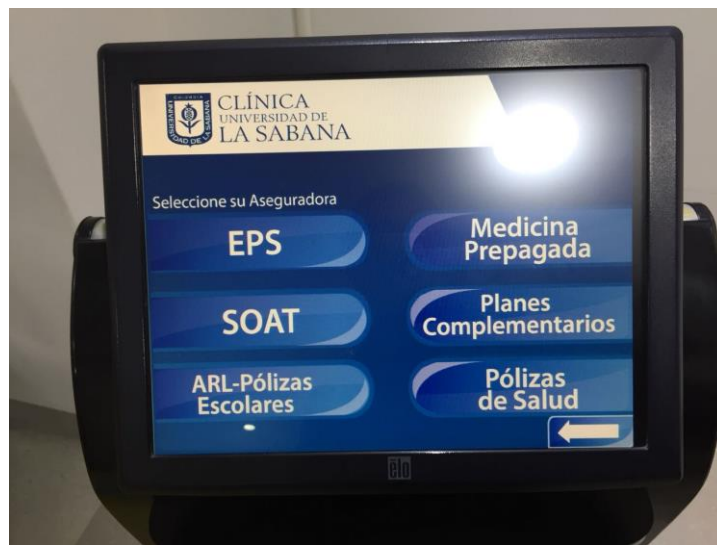 CLÍNICA
UNIVERSIDAD DE
LA SABANA
Seleccione su Aseguradora
EPS
Medicina
Prepagada
SOAT
Planes
Complementarios
ARL-Pólizas
Escolares
Pólizas
de Salud
elo